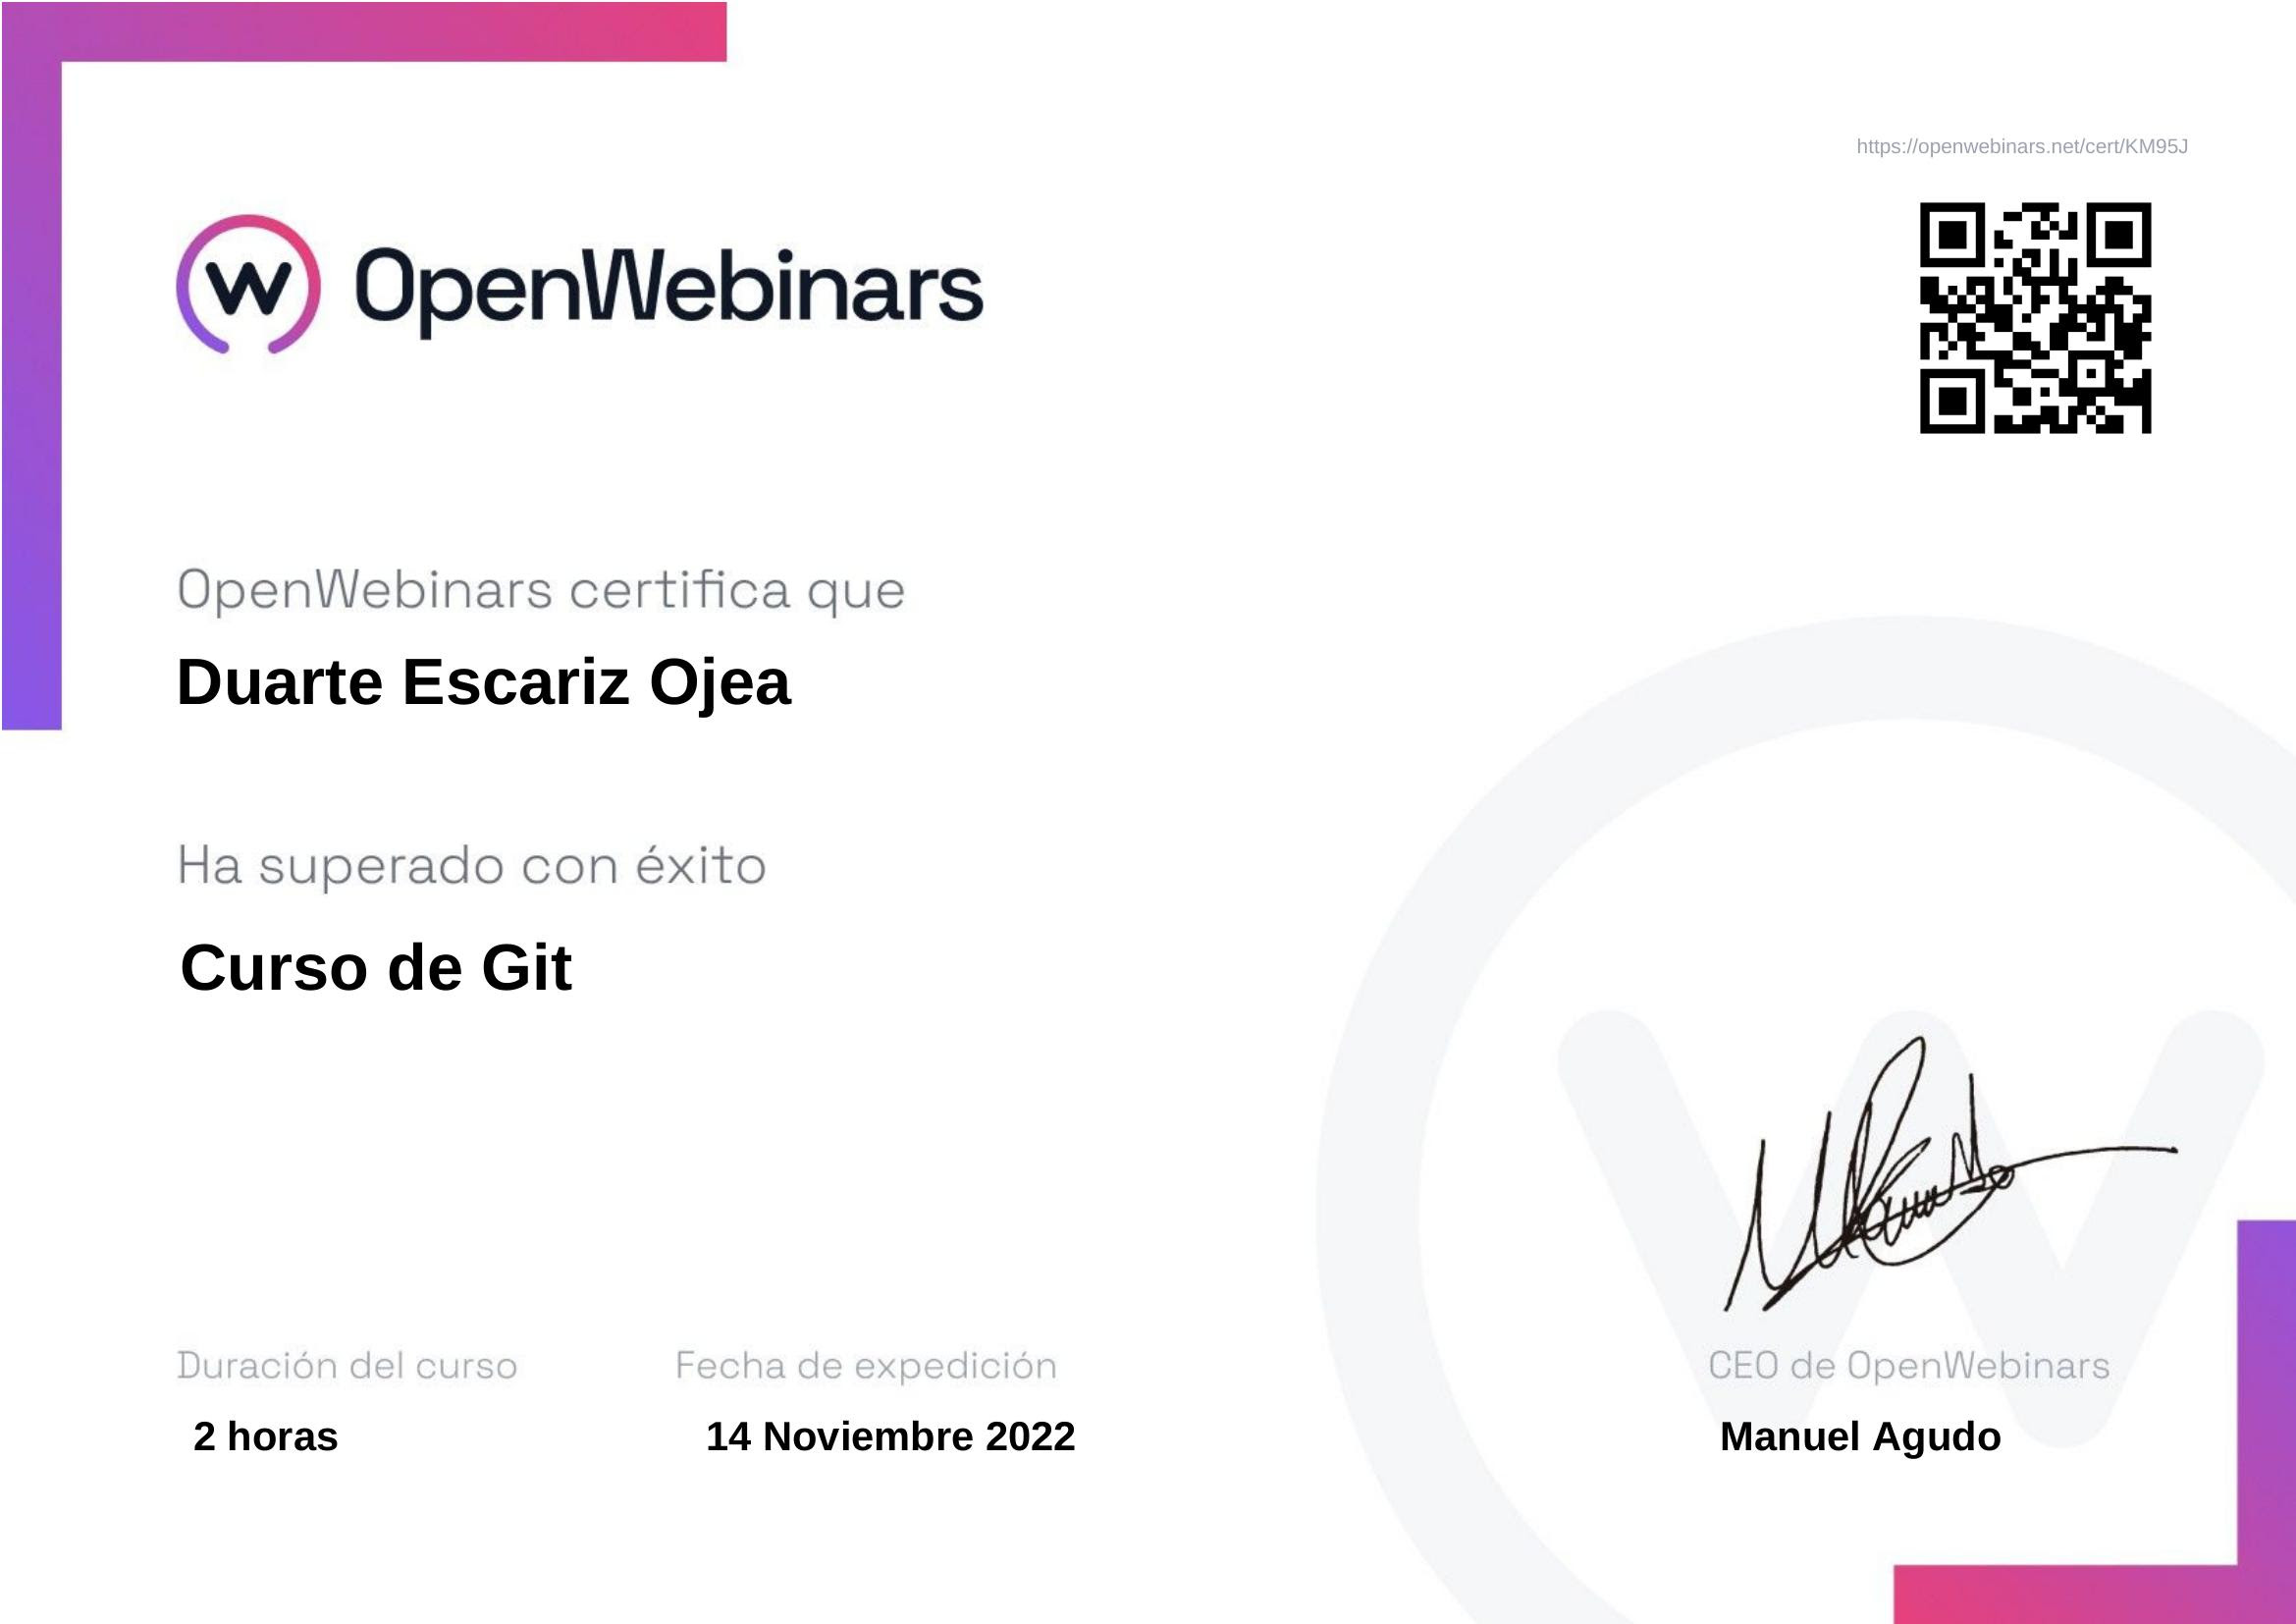 https://openwebinars.net/cert/KM95J
OpenWebinars
OpenWebinars certifica que
Duarte Escariz Ojea
Ha superado con éxito
Curso de Git
Duración del curso
2 horas
Fecha de expedición
14 Noviembre 2022
CEO de OpenWebinars
Manuel Agudo